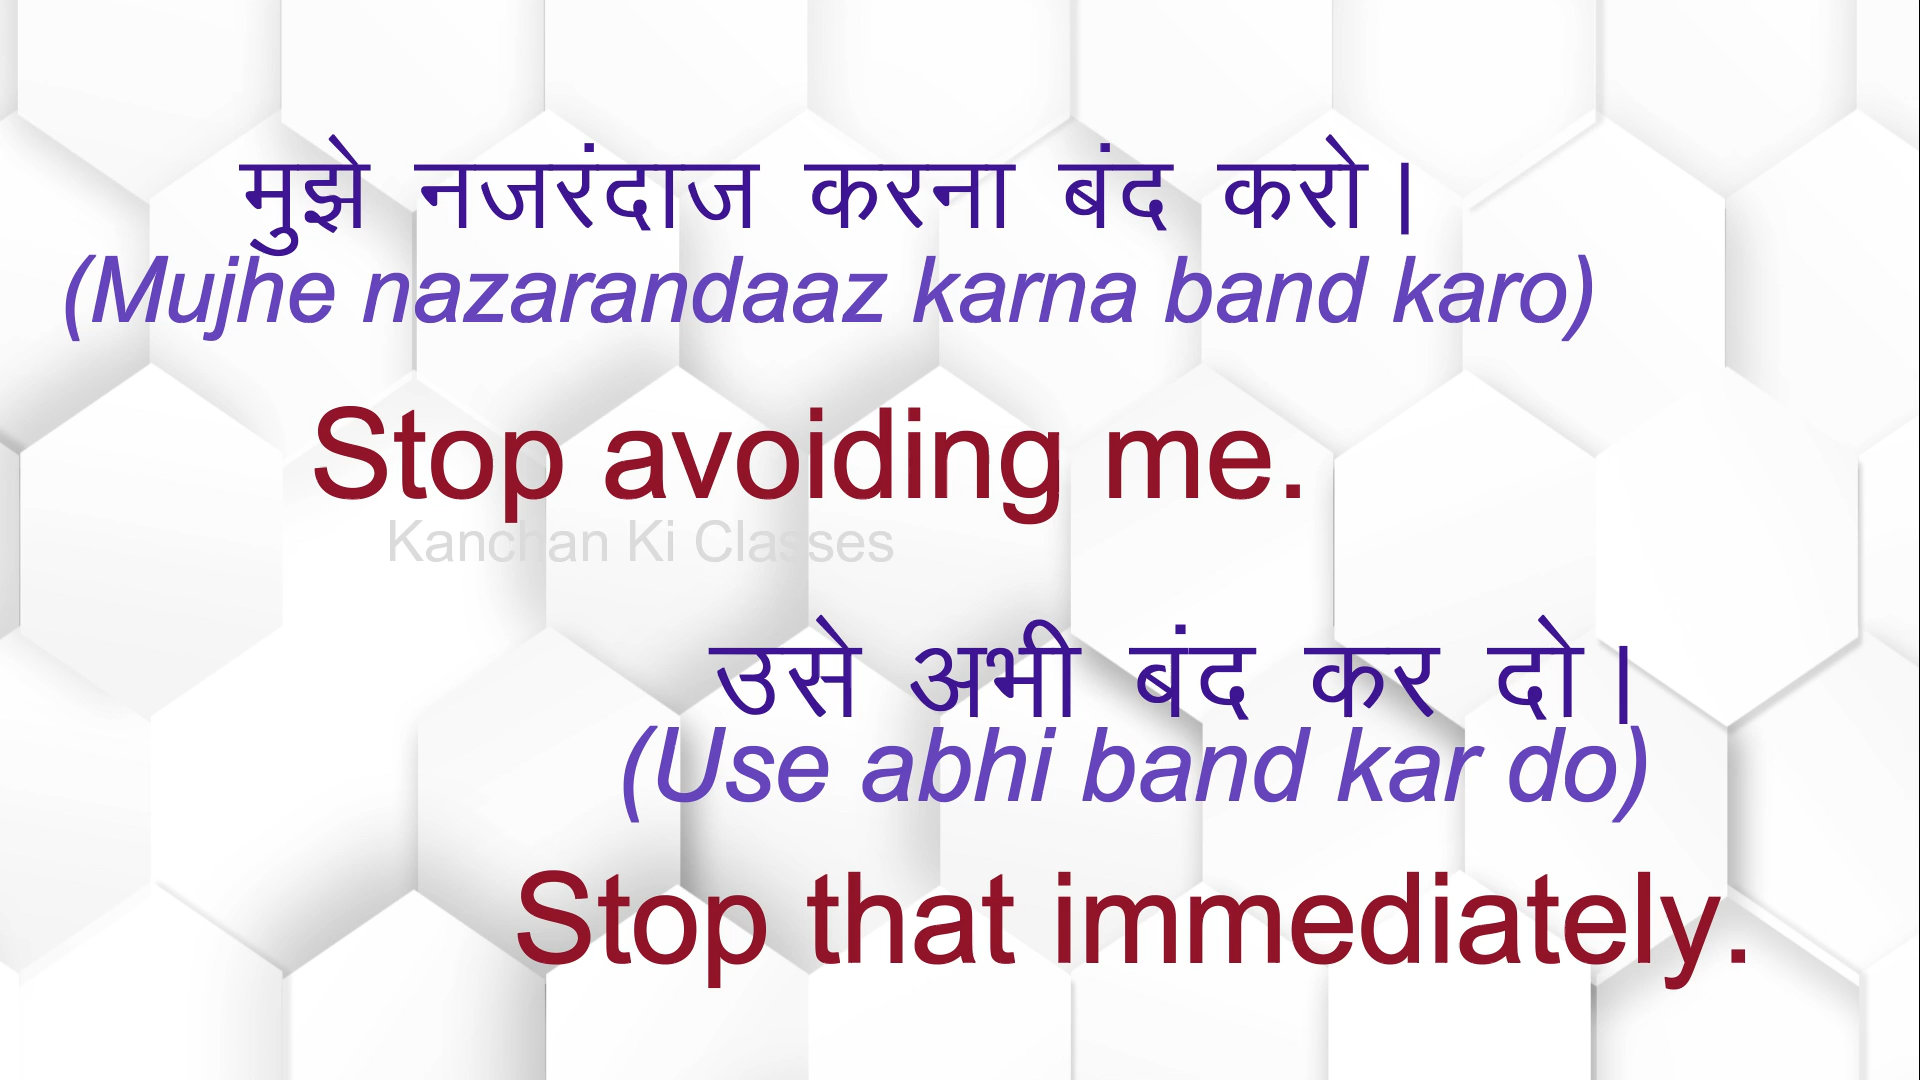 मुझे नजरंदाज करना बंद करो।
(Mujhe nazarandaaz karna band karo)
Stop avoiding me.
Kanchan Ki Classes
उसे अभी बंद कर दो।
(Use abhi band kar do)
Stop that immediately.